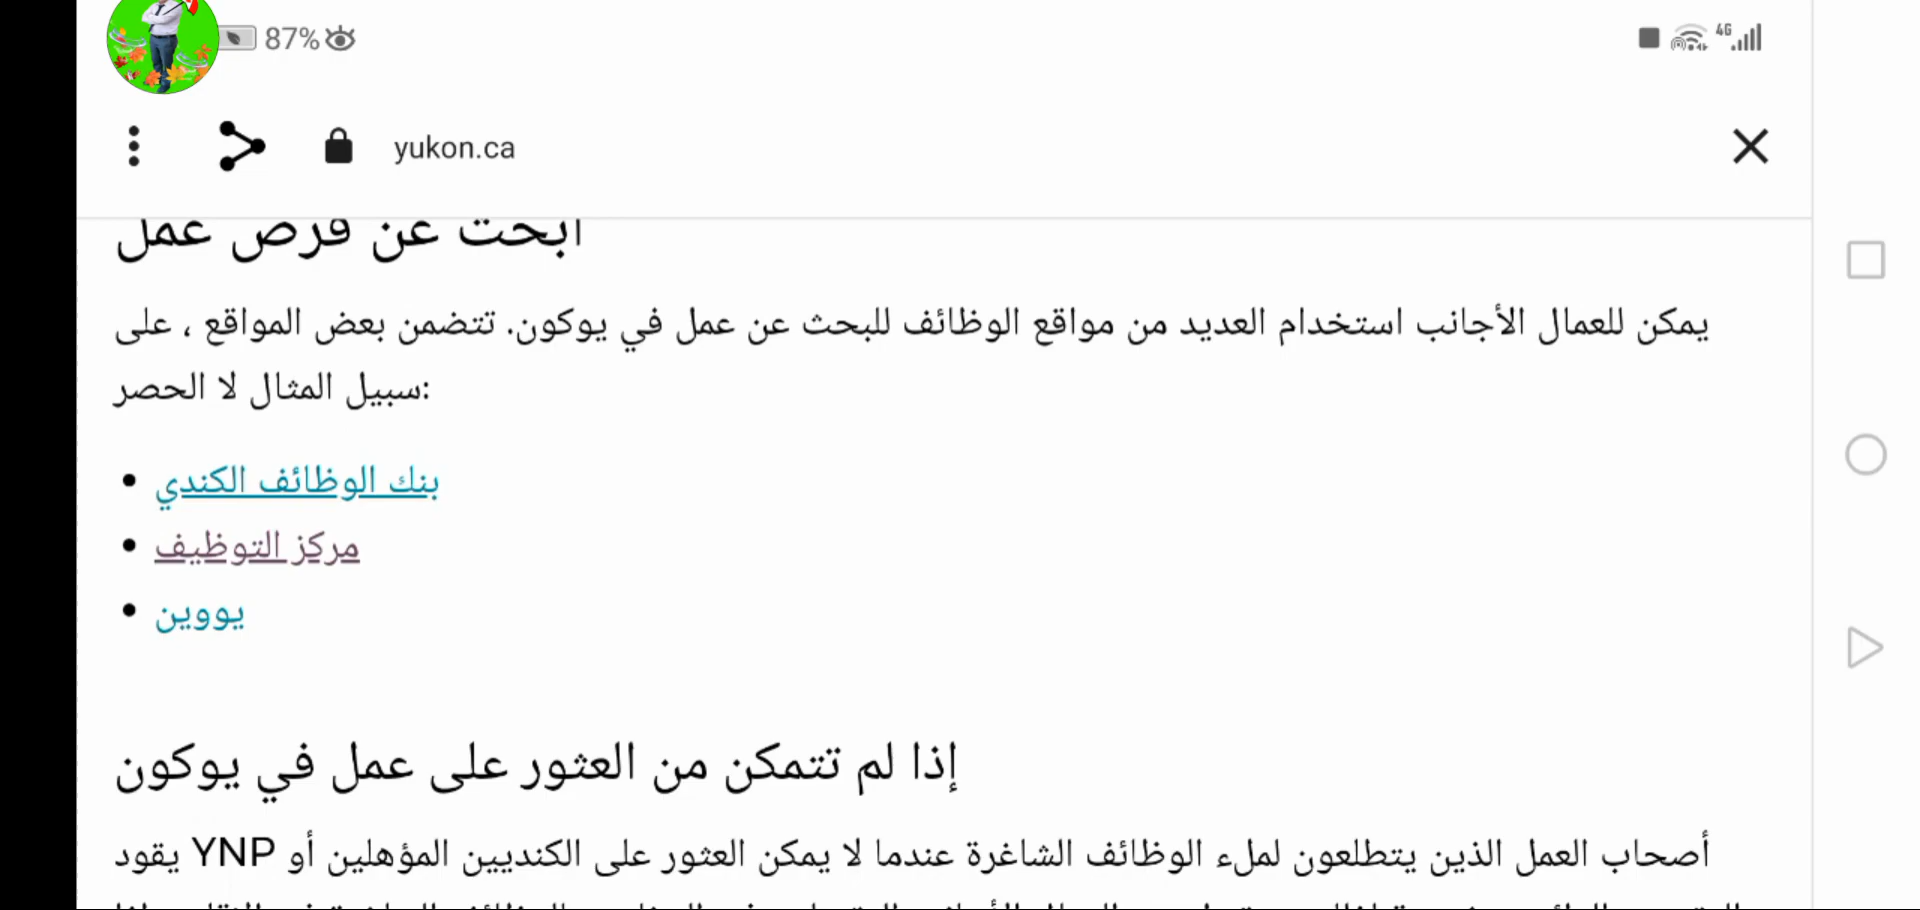 87%
4G
yukon.ca
ابحث عن فرص عمل
يمكن للعمال الأجانب استخدام العديد من مواقع الوظائف للبحث عن عمل في يوكون. تتضمن بعض المواقع ، على
سبيل المثال لا الحصر:
بنك الوظائف الكندي
مركز التوظيف
يووين
إذا لم تتمكن من العثور على عمل في يوكون
أصحاب العمل الذين يتطلعون لملء الوظائف الشاغرة عندما لا يمكن العثور على الكنديين المؤهلين أو YNP يقود